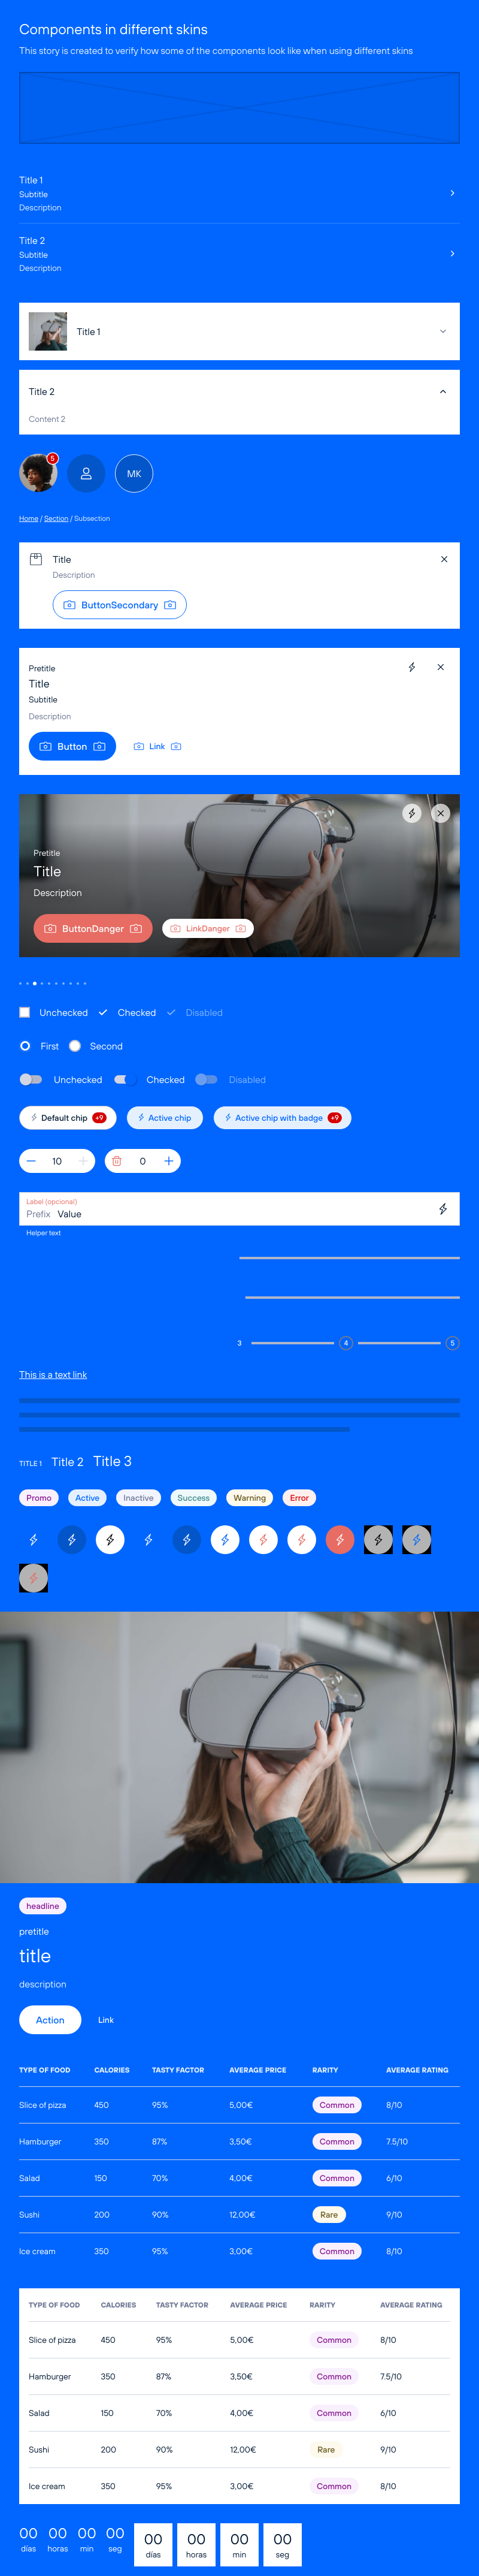 Components in different skins
This story is created to verify how some of the components look like when using different skins
Title 1
Subtitle
Description
Title 2
Subtitle
Description
Title 1
Title 2
Content 2
5
MK
Home / Section / Subsection
Title
Description
ButtonSecondary
Pretitle
Title
Subtitle
Description
Button Link
oculus
Pretitle
Title
Description
ButtonDanger LinkDanger
Unchecked Checked Disabled
First Second
Unchecked Checked Disabled
Default chip +9 Active chip Active chip with badge +9
10 0
Label (optional)
Prefix Value
Helper text
3 4 5
This is a text link
TITLE 1 Title 2 Title 3
Promo Active Inactive Success Warning Error
oculus
headline
pretitle
title
description
Action Link
TYPE OF FOOD CALORIES TASTY FACTOR AVERAGE PRICE RARITY AVERAGE RATING
Slice of pizza 450 95% 5,00€ Common 8/10
Hamburger 350 87% 3,50€ Common 7.5/10
Salad 150 70% 4,00€ Common 6/10
Sushi 200 90% 12,00€ Rare 9/10
Ice cream 350 95% 3,00€ Common 8/10
TYPE OF FOOD CALORIES TASTY FACTOR AVERAGE PRICE RARITY AVERAGE RATING
Slice of pizza 450 95% 5,00€ Common 8/10
Hamburger 350 87% 3,50€ Common 7.5/10
Salad 150 70% 4,00€ Common 6/10
Sushi 200 90% 12,00€ Rare 9/10
Ice cream 350 95% 3,00€ Common 8/10
00 00 00 00 00 00 00 00
días horas min seg días horas min seg